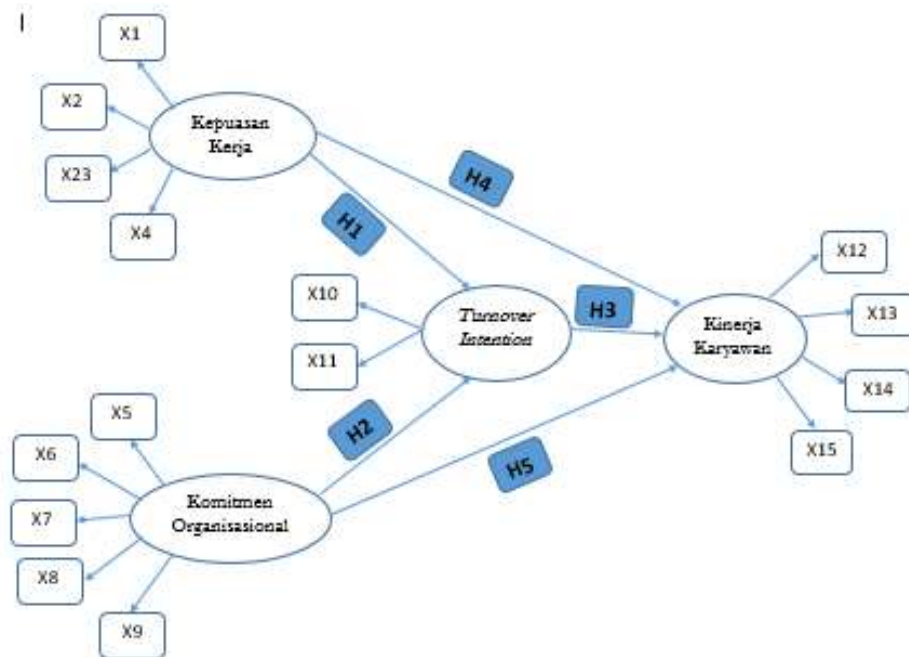 X1
X2
Kepuasan
Kerja
X23
X4
H4
H1
X10
X11
Turnover
Intention
H3
X12
X13
Kinerja
Karyawan
X14
X15
H2
H5
X5
X6
X7
X8
X9
Komitmen
Organisasional